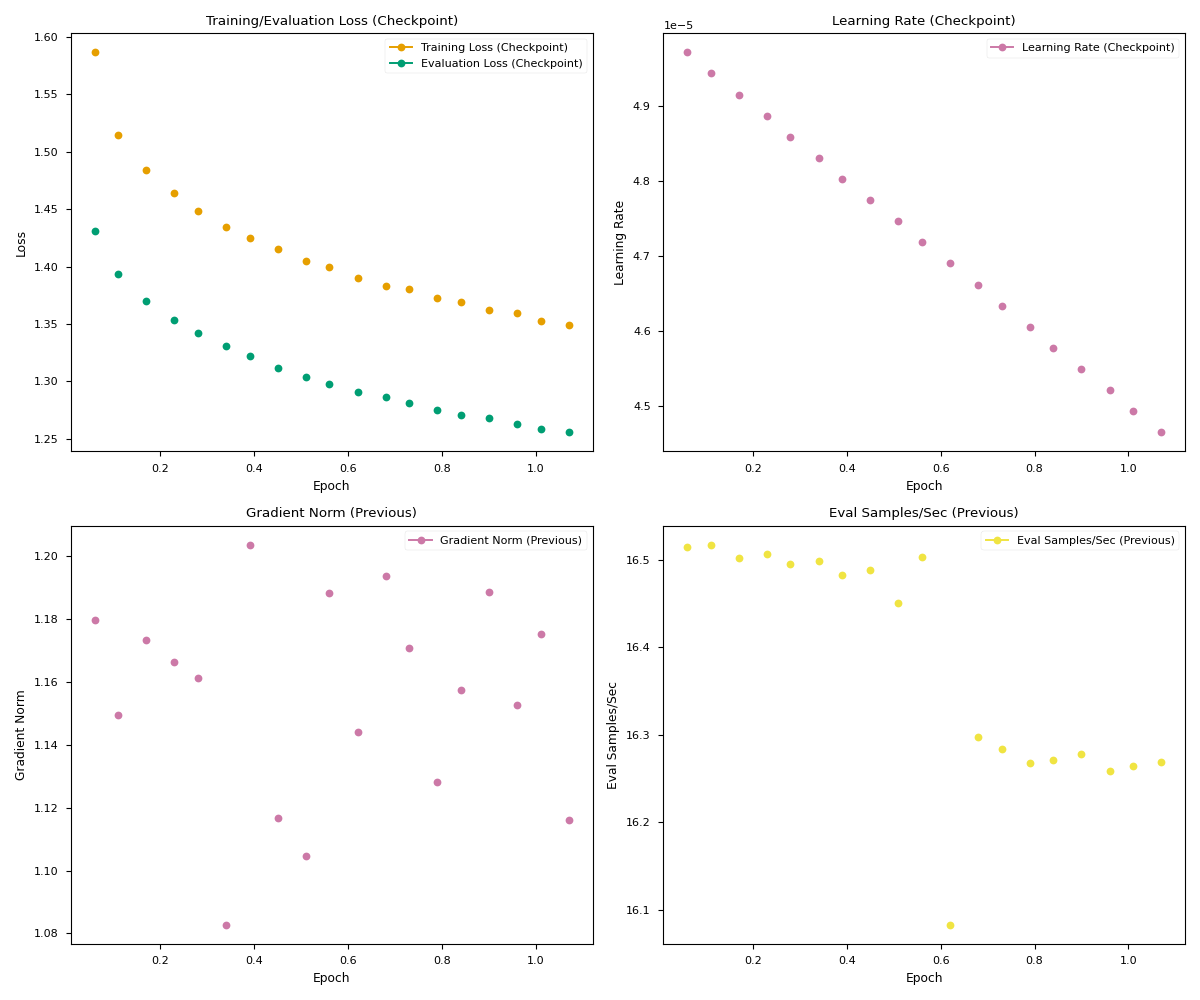 Training/Evaluation Loss (Checkpoint)
1.60
1.55
1.50
1.45
1.40
1.35
1.30
1.25
Loss
Training Loss (Checkpoint)
Evaluation Loss (Checkpoint)
0.2 0.4 0.6 0.8 1.0
Epoch
Learning Rate (Checkpoint)
1e−5
4.9
4.8
4.7
4.6
4.5
Learning Rate
Learning Rate (Checkpoint)
0.2 0.4 0.6 0.8 1.0
Epoch
Gradient Norm (Previous)
1.20
1.18
1.16
1.14
1.12
1.10
1.08
Gradient Norm
Gradient Norm (Previous)
0.2 0.4 0.6 0.8 1.0
Epoch
Eval Samples/Sec (Previous)
16.5
16.4
16.3
16.2
16.1
Eval Samples/Sec
Eval Samples/Sec (Previous)
0.2 0.4 0.6 0.8 1.0
Epoch